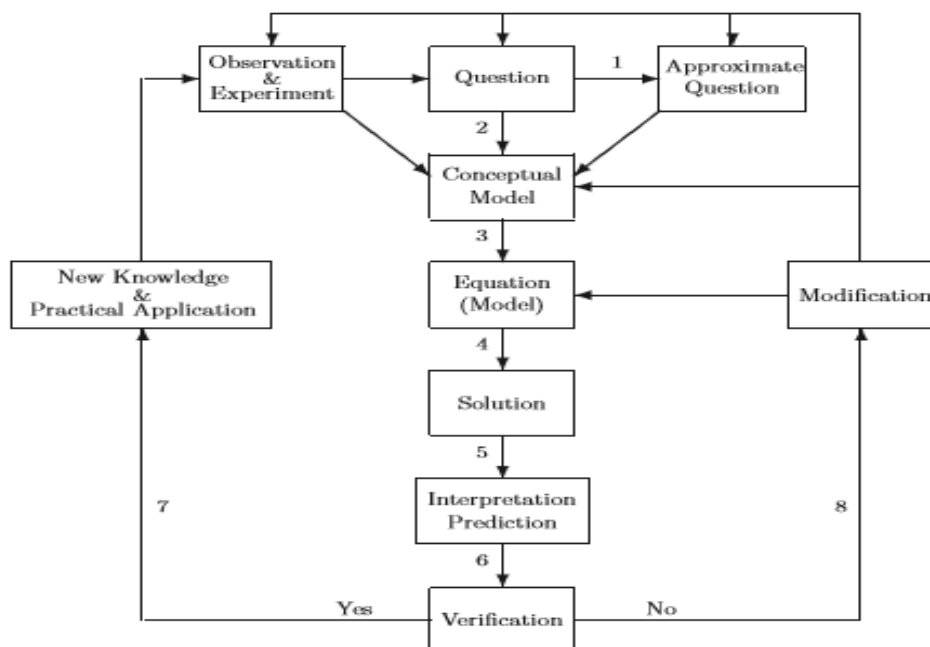 Observation
&
Experiment
Question
1
Approximate
Question
2
Conceptual
Model
3
New Knowledge
&
Practical Application
Equation
(Model)
Modification
4
Solution
5
Interpretation
Prediction
7
8
6
Yes
Verification
No